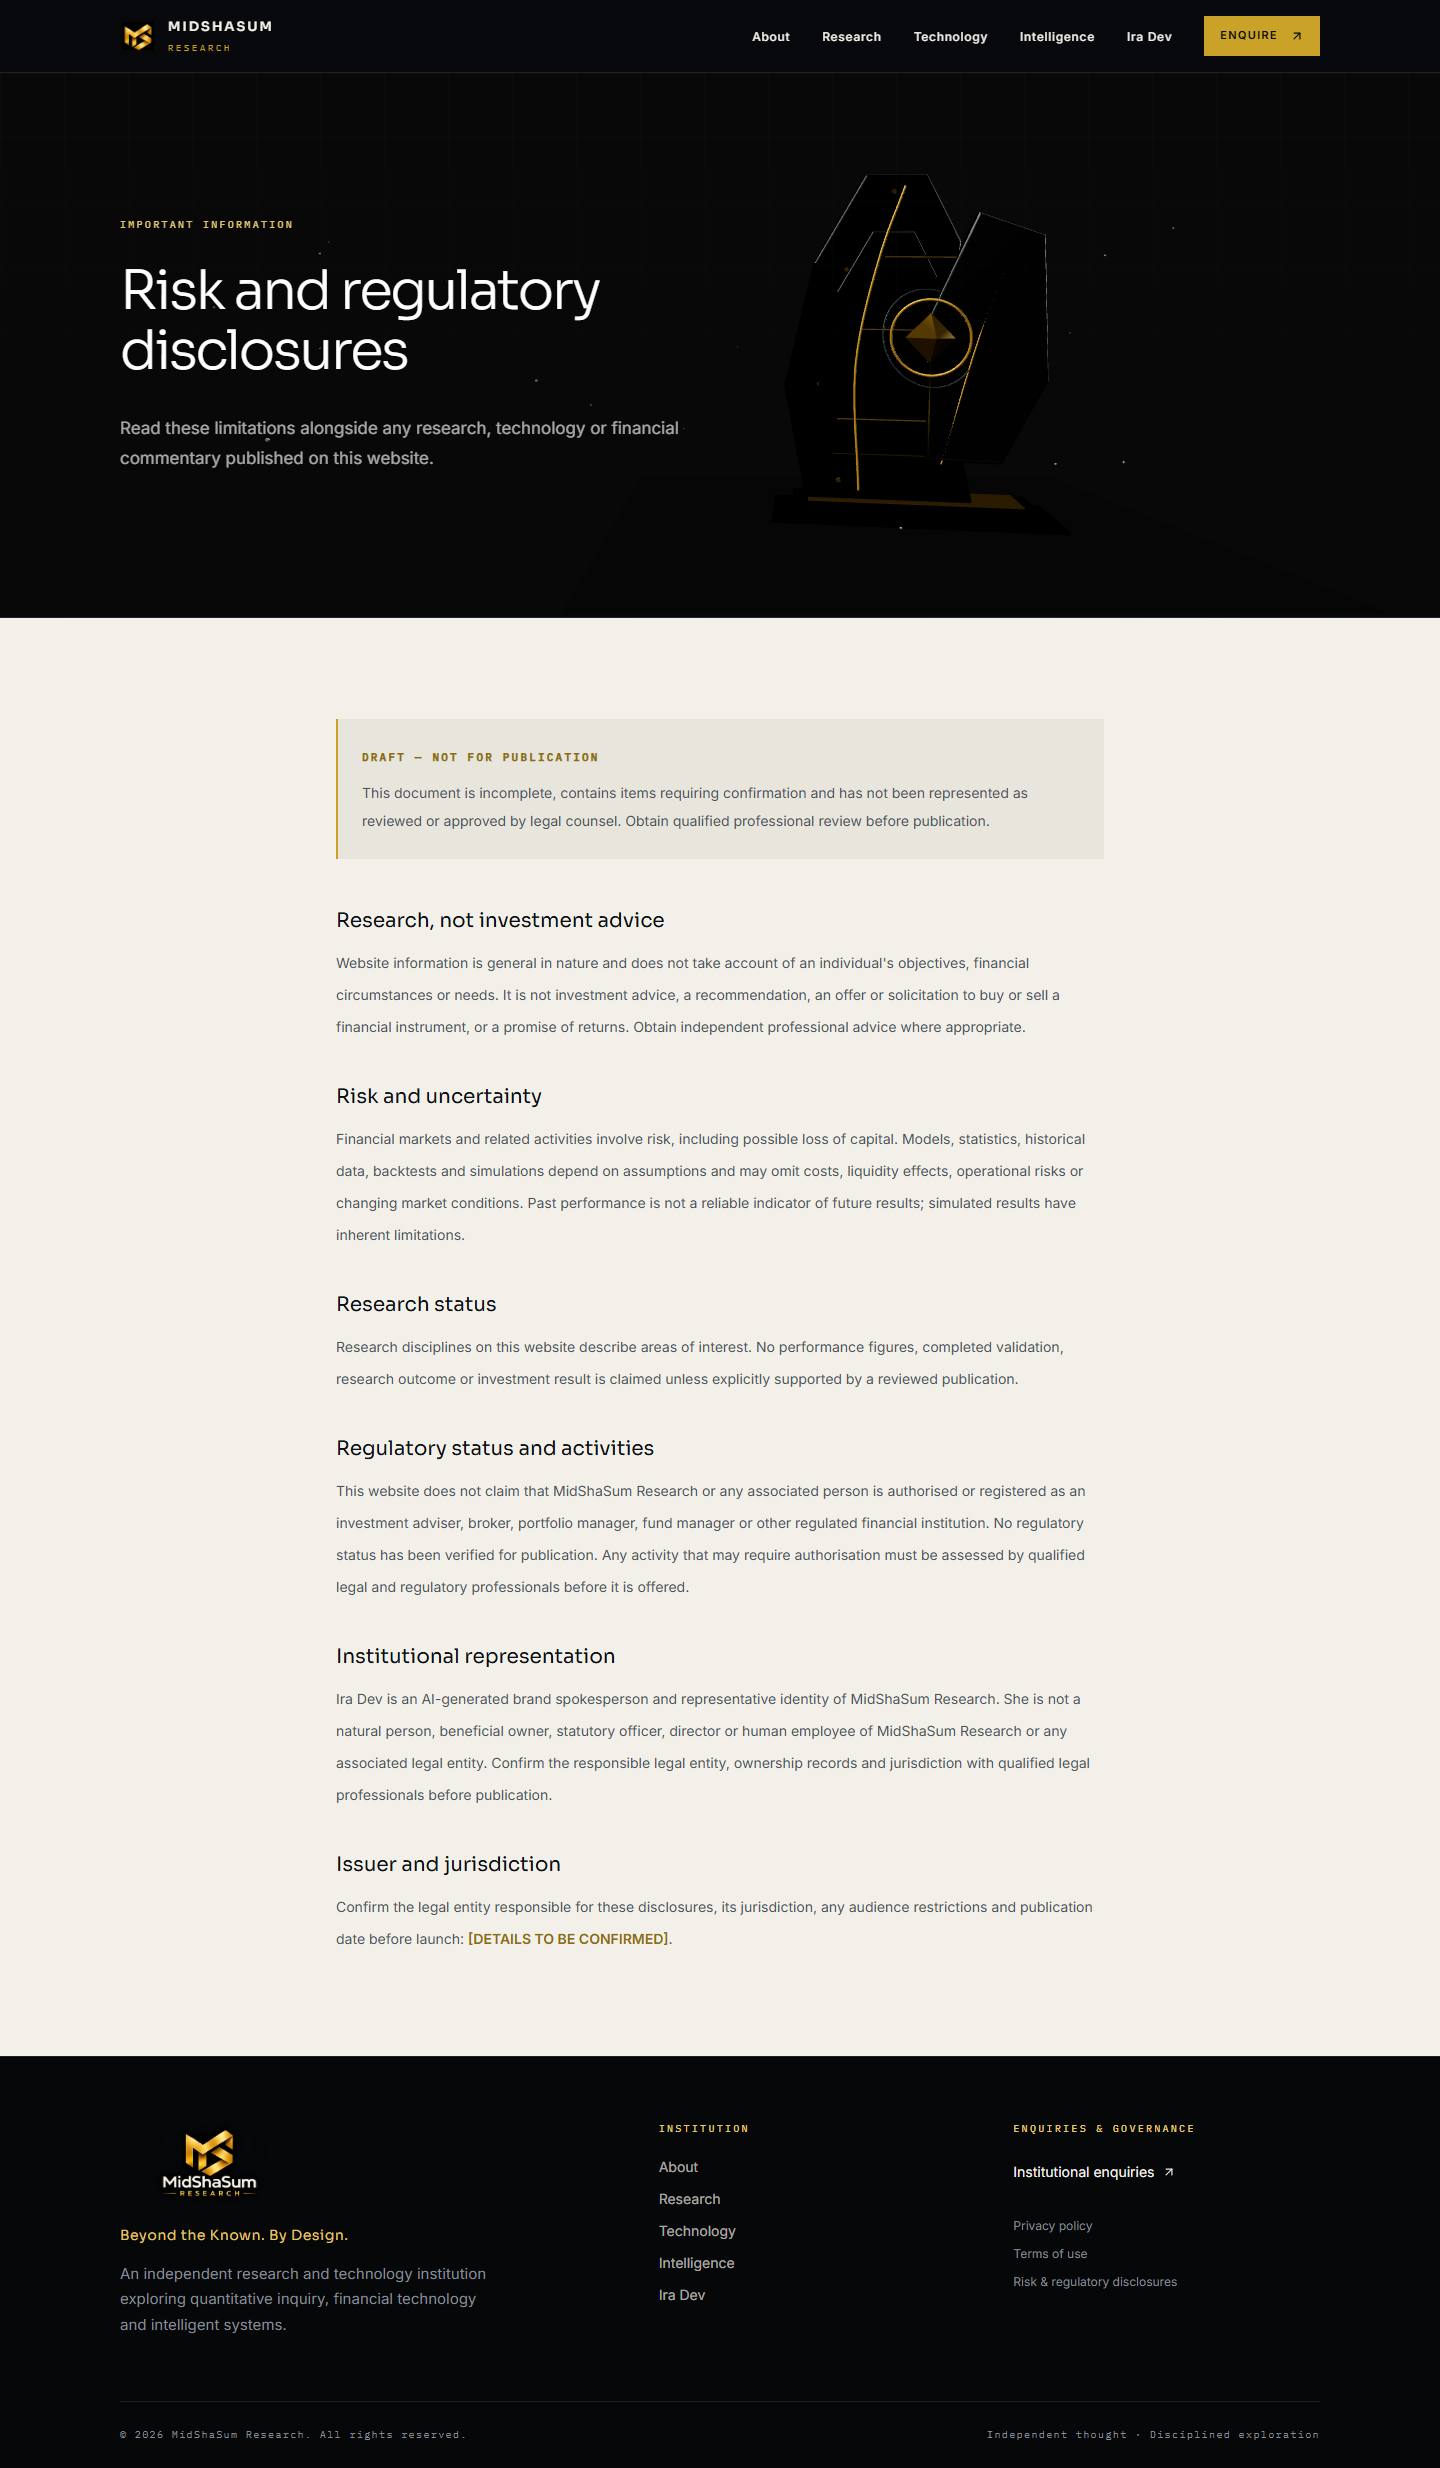 MIDSHASUM
RESEARCH
About
Research
Technology
Intelligence
Ira Dev
ENQUIRE
IMPORTANT INFORMATION
Risk and regulatory
disclosures
Read these limitations alongside any research, technology or financial
commentary published on this website.
DRAFT — NOT FOR PUBLICATION
This document is incomplete, contains items requiring confirmation and has not been represented as
reviewed or approved by legal counsel. Obtain qualified professional review before publication.
Research, not investment advice
Website information is general in nature and does not take account of an individual's objectives, financial
circumstances or needs. It is not investment advice, a recommendation, an offer or solicitation to buy or sell a
financial instrument, or a promise of returns. Obtain independent professional advice where appropriate.
Risk and uncertainty
Financial markets and related activities involve risk, including possible loss of capital. Models, statistics, historical
data, backtests and simulations depend on assumptions and may omit costs, liquidity effects, operational risks or
changing market conditions. Past performance is not a reliable indicator of future results; simulated results have
inherent limitations.
Research status
Research disciplines on this website describe areas of interest. No performance figures, completed validation,
research outcome or investment result is claimed unless explicitly supported by a reviewed publication.
Regulatory status and activities
This website does not claim that MidShaSum Research or any associated person is authorised or registered as an
investment adviser, broker, portfolio manager, fund manager or other regulated financial institution. No regulatory
status has been verified for publication. Any activity that may require authorisation must be assessed by qualified
legal and regulatory professionals before it is offered.
Institutional representation
Ira Dev is an AI-generated brand spokesperson and representative identity of MidShaSum Research. She is not a
natural person, beneficial owner, statutory officer, director or human employee of MidShaSum Research or any
associated legal entity. Confirm the responsible legal entity, ownership records and jurisdiction with qualified legal
professionals before publication.
Issuer and jurisdiction
Confirm the legal entity responsible for these disclosures, its jurisdiction, any audience restrictions and publication
date before launch: [DETAILS TO BE CONFIRMED].
MidShaSum
RESEARCH
Beyond the Known. By Design.
An independent research and technology institution
exploring quantitative inquiry, financial technology
and intelligent systems.
INSTITUTION
About
Research
Technology
Intelligence
Ira Dev
ENQUIRIES & GOVERNANCE
Institutional enquiries
Privacy policy
Terms of use
Risk & regulatory disclosures
© 2026 MidShaSum Research. All rights reserved.
Independent thought · Disciplined exploration